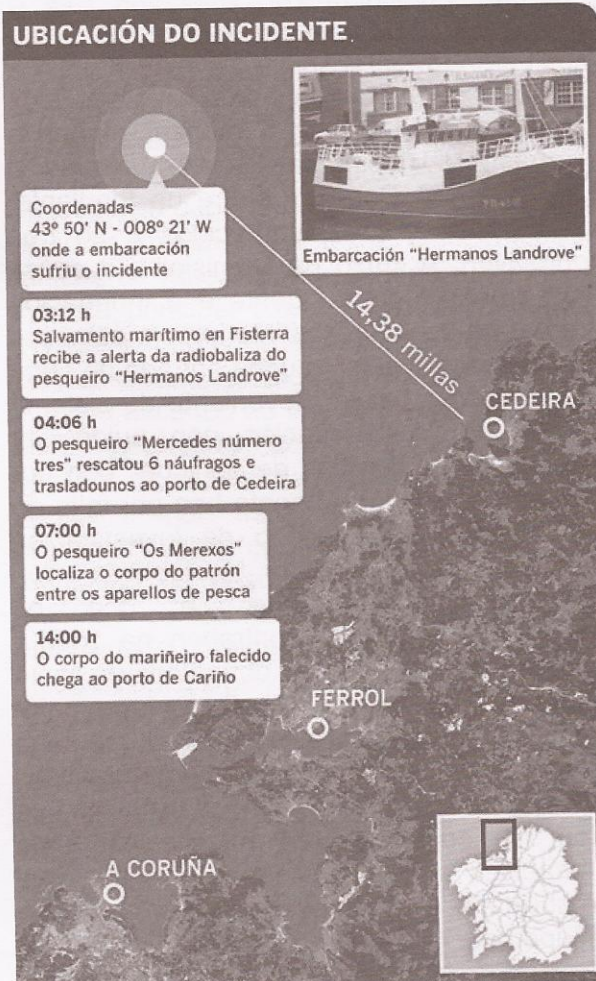 UBICACIÓN DO INCIDENTE
Coordenadas
43º 50' N - 008º 21' W
onde a embarcación
sufriu o incidente
Embarcación "Hermanos Landrove"
03:12 h
Salvamento marítimo en Fisterra
recibe a alerta da radiobaliza do
pesqueiro "Hermanos Landrove"
14,38 millas
CEDEIRA
04:06 h
O pesqueiro "Mercedes número
tres" rescatou 6 náufragos e
trasladounos ao porto de Cedeira
07:00 h
O pesqueiro "Os Merexos"
localiza o corpo do patrón
entre os aparellos de pesca
14:00 h
O corpo do mariñeiro falecido
chega ao porto de Cariño
FERROL
A CORUÑA